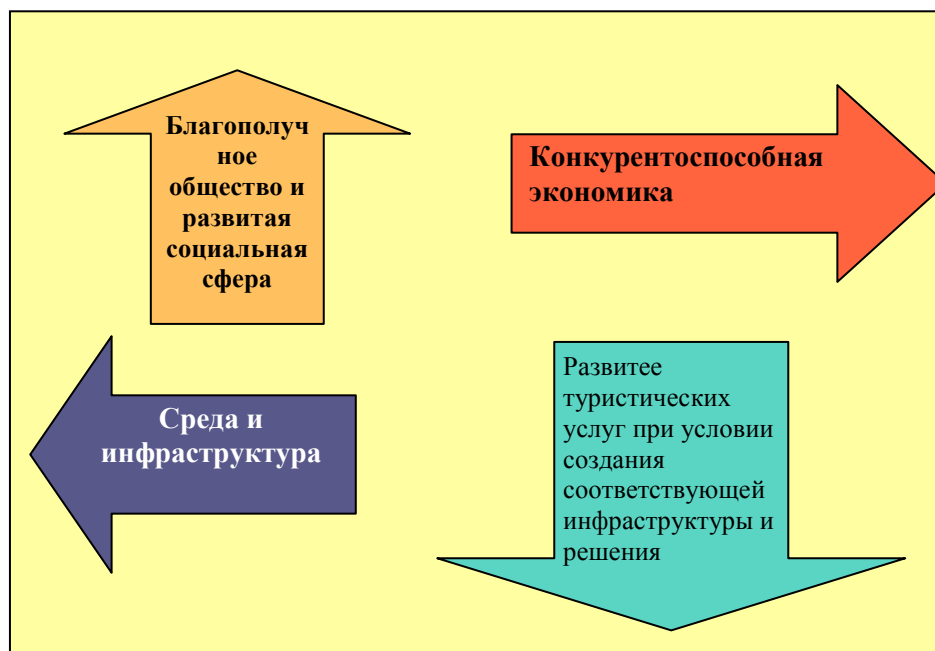 Благополуч
ное
общество и
развитая
социальная
сфера
Конкурентоспособная
экономика
Среда и
инфраструктура
Развитее
туристических
услуг при условии
создания
соответствующей
инфраструктуры и
решения